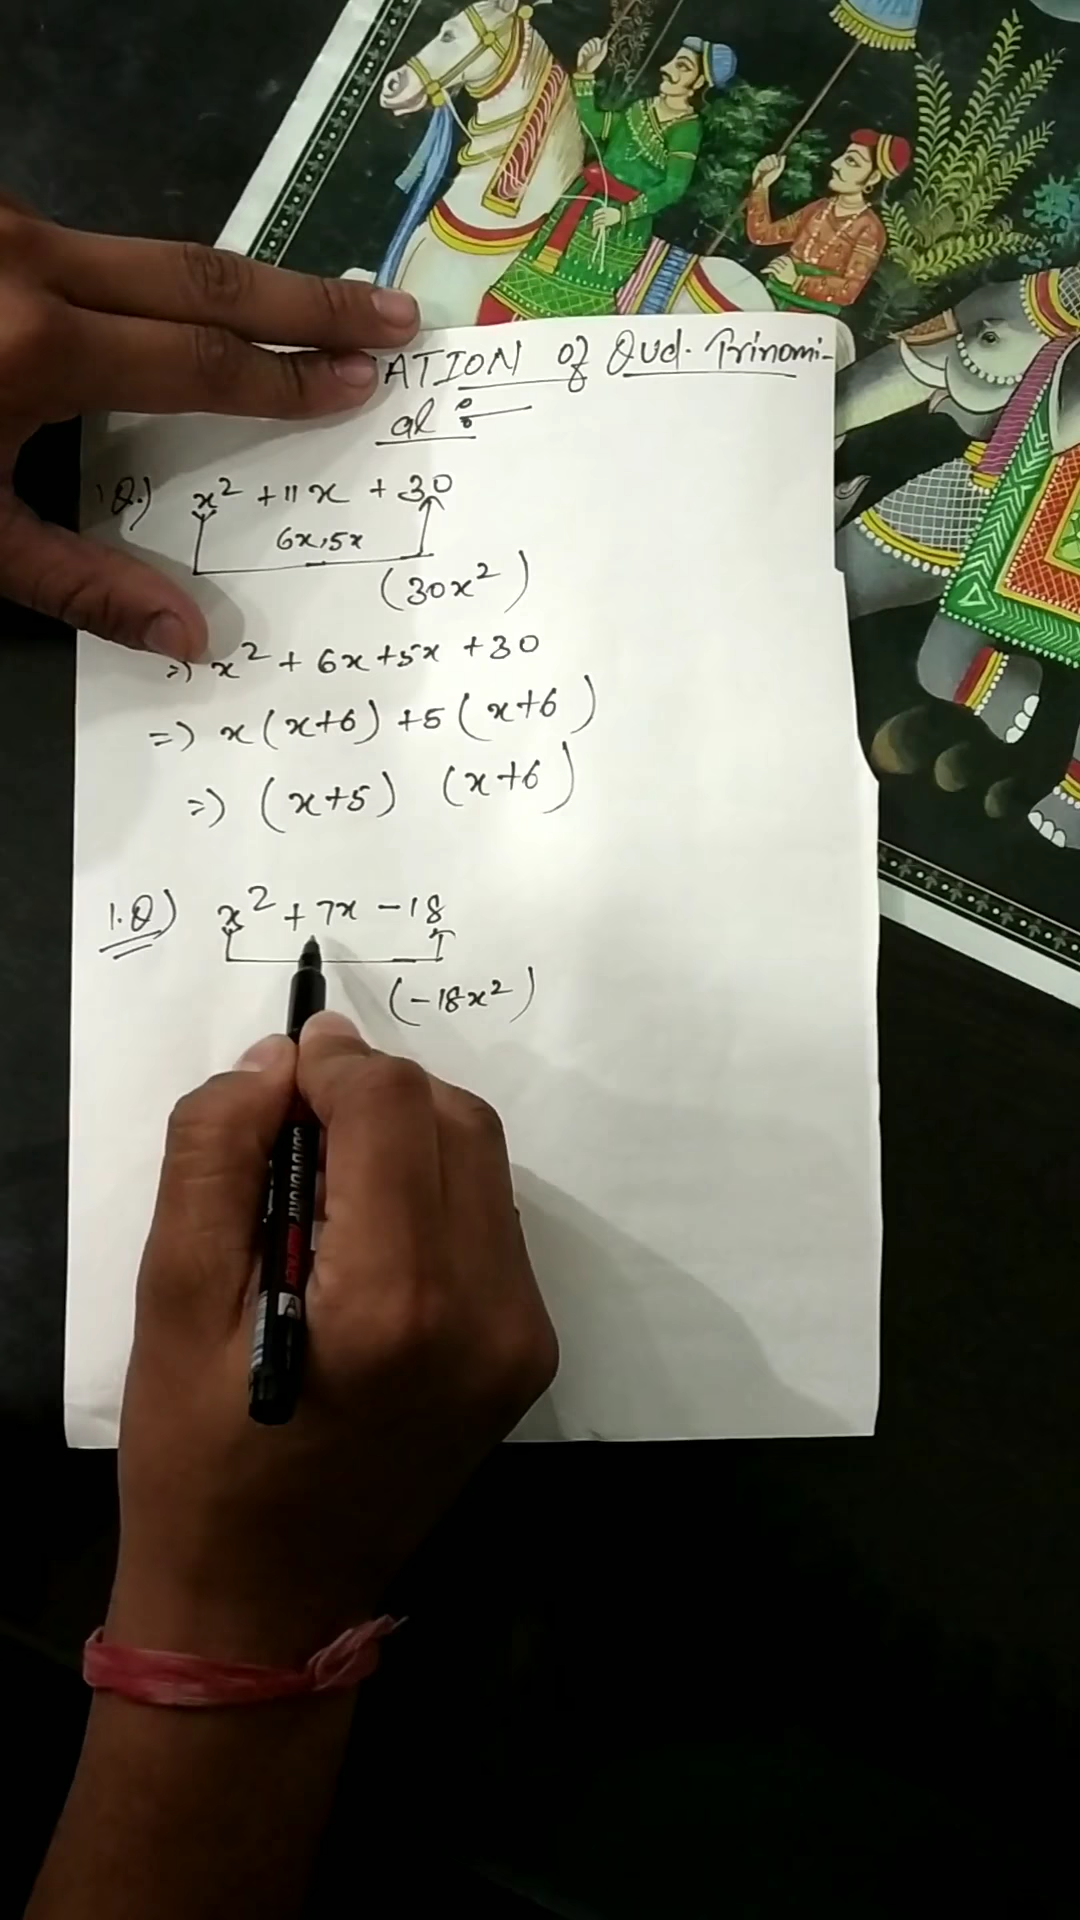 ATION of Qud. Trinomi-
al :
Q.) x² + 11x + 30
6x, 5x
(30x²)
=) x² + 6x + 5x + 30
=) x (x+6) + 5 (x+6)
=) (x+5) (x+6)
1.Q) x² + 7x - 18
(-18x²)